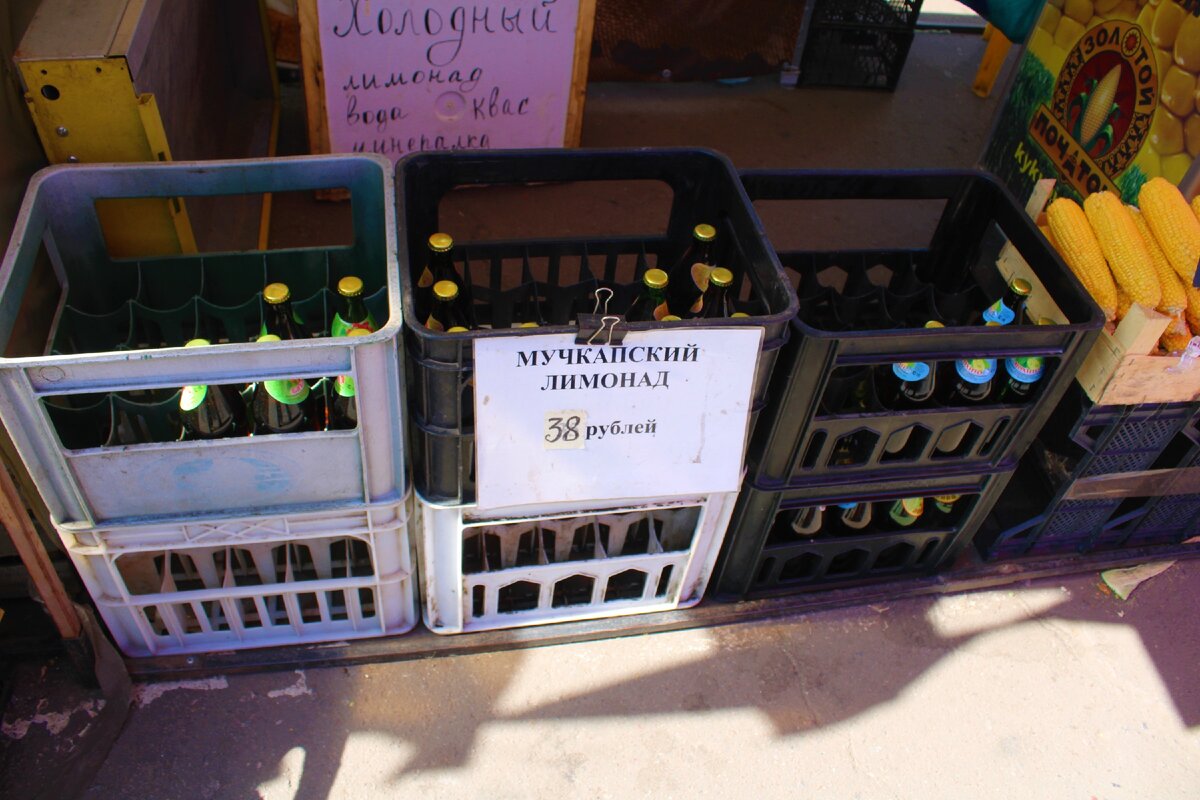 Холодный
лимонад
вода квас
минералка
ЗОЛОТОЙ
ПОЧАТОК
МУЧКАПСКИЙ
ЛИМОНАД
38 рублей